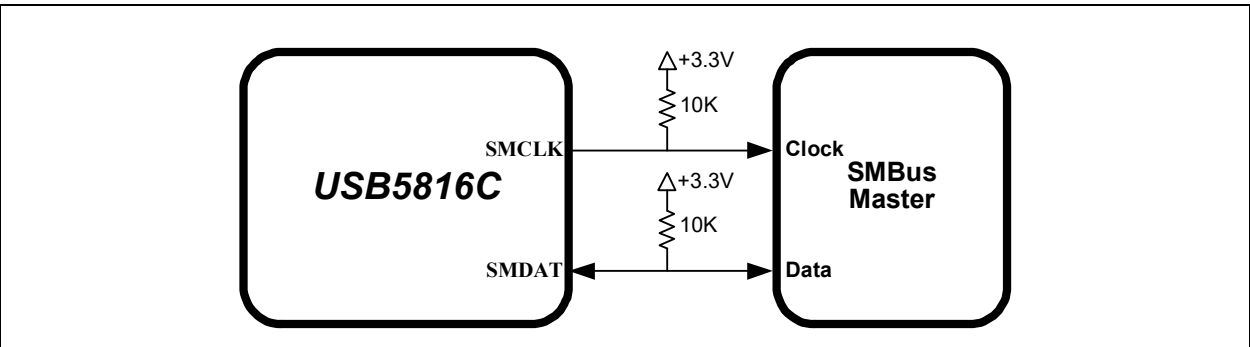 +3.3V
10K
SMCLK
Clock
USB5816C
SMBus
Master
+3.3V
10K
SMDAT
Data